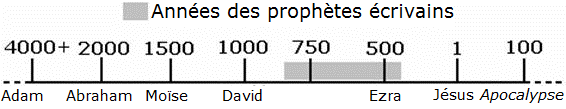 Années des prophètes écrivains
4000+ 2000 1500 1000 750 500 1 100
Adam Abraham Moïse David Ezra Jésus Apocalypse